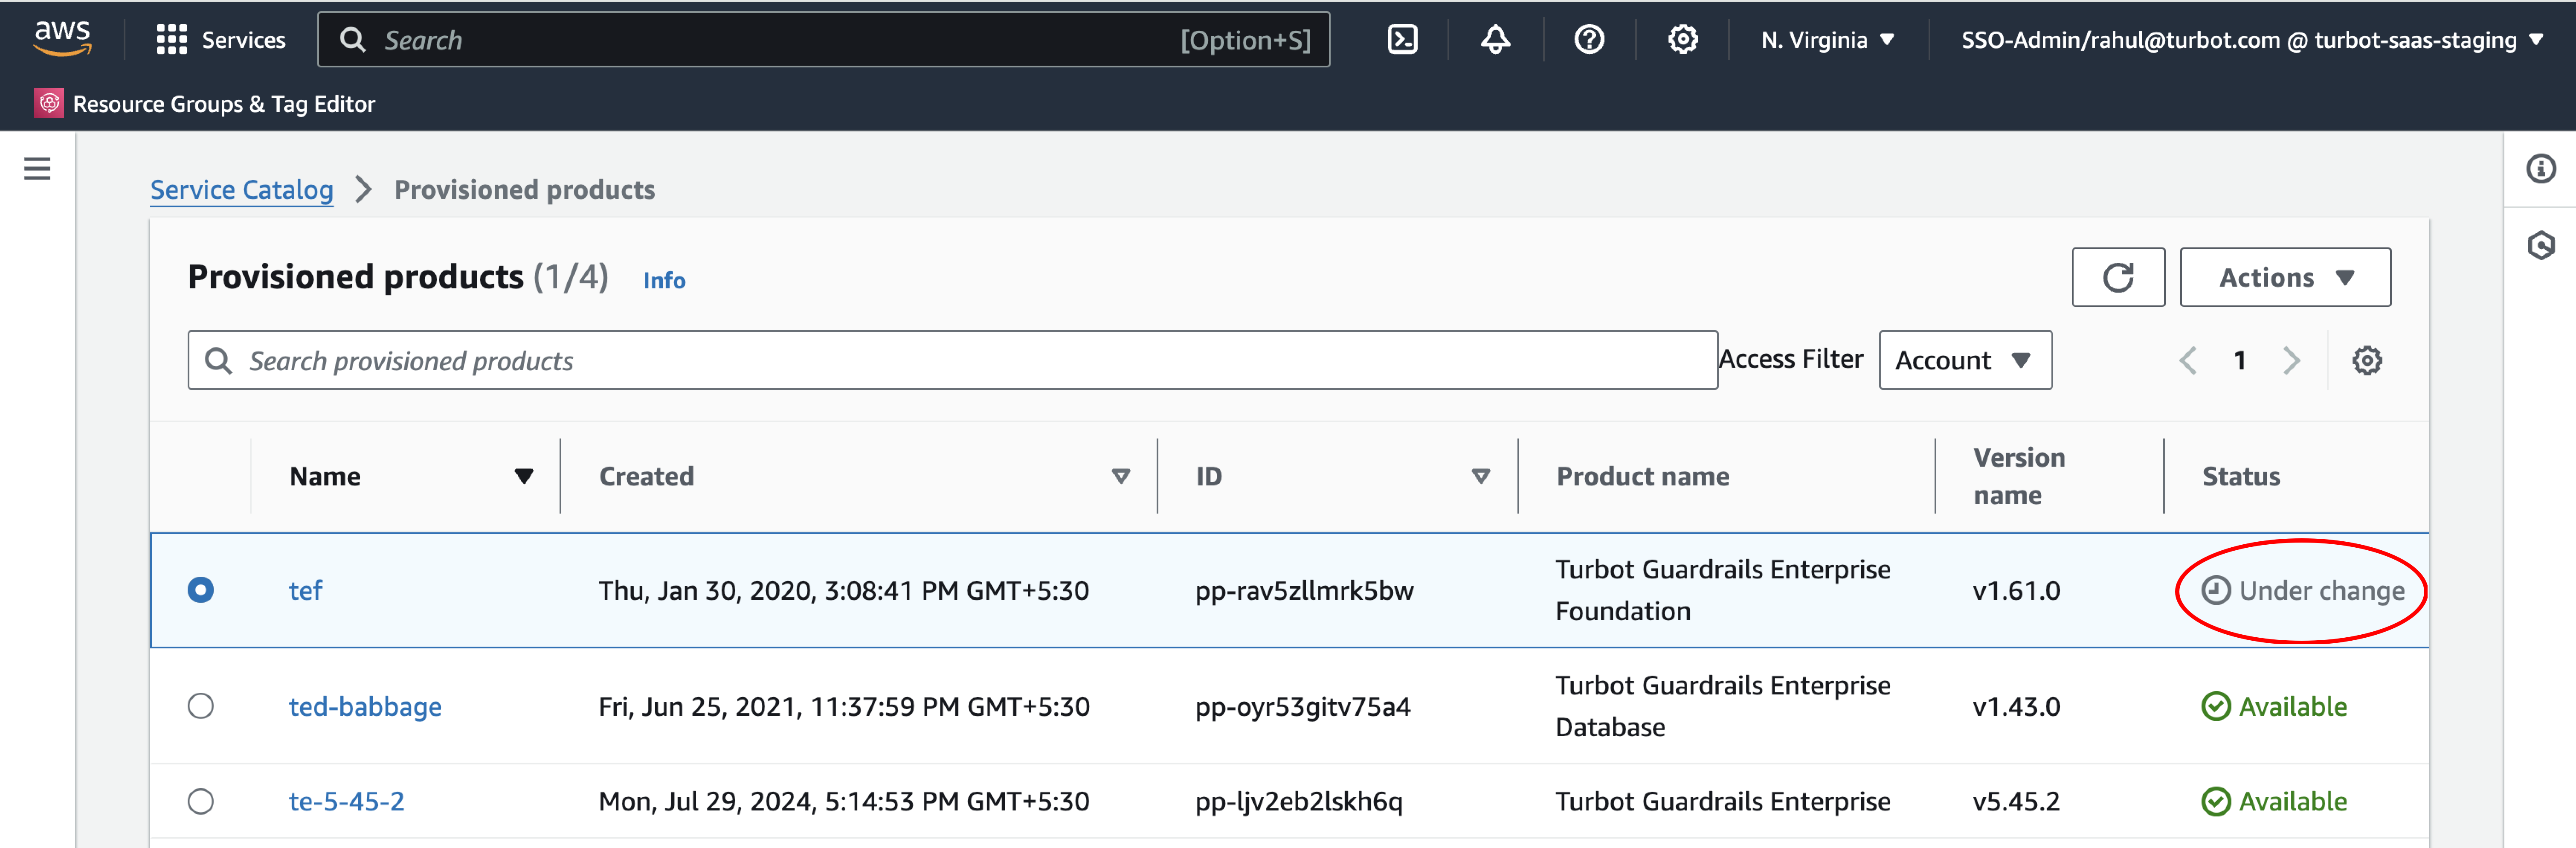 aws
Services
Search [Option+S]
N. Virginia
SSO-Admin/rahul@turbot.com @ turbot-saas-staging
Resource Groups & Tag Editor
Service Catalog
Provisioned products
Provisioned products (1/4) Info
Actions
Search provisioned products
Access Filter
Account
1
Name
Created
ID
Product name
Version
name
Status
tef
Thu, Jan 30, 2020, 3:08:41 PM GMT+5:30
pp-rav5zllmrk5bw
Turbot Guardrails Enterprise
Foundation
v1.61.0
Under change
ted-babbage
Fri, Jun 25, 2021, 11:37:59 PM GMT+5:30
pp-oyr53gitv75a4
Turbot Guardrails Enterprise
Database
v1.43.0
Available
te-5-45-2
Mon, Jul 29, 2024, 5:14:53 PM GMT+5:30
pp-ljv2eb2lskh6q
Turbot Guardrails Enterprise
v5.45.2
Available